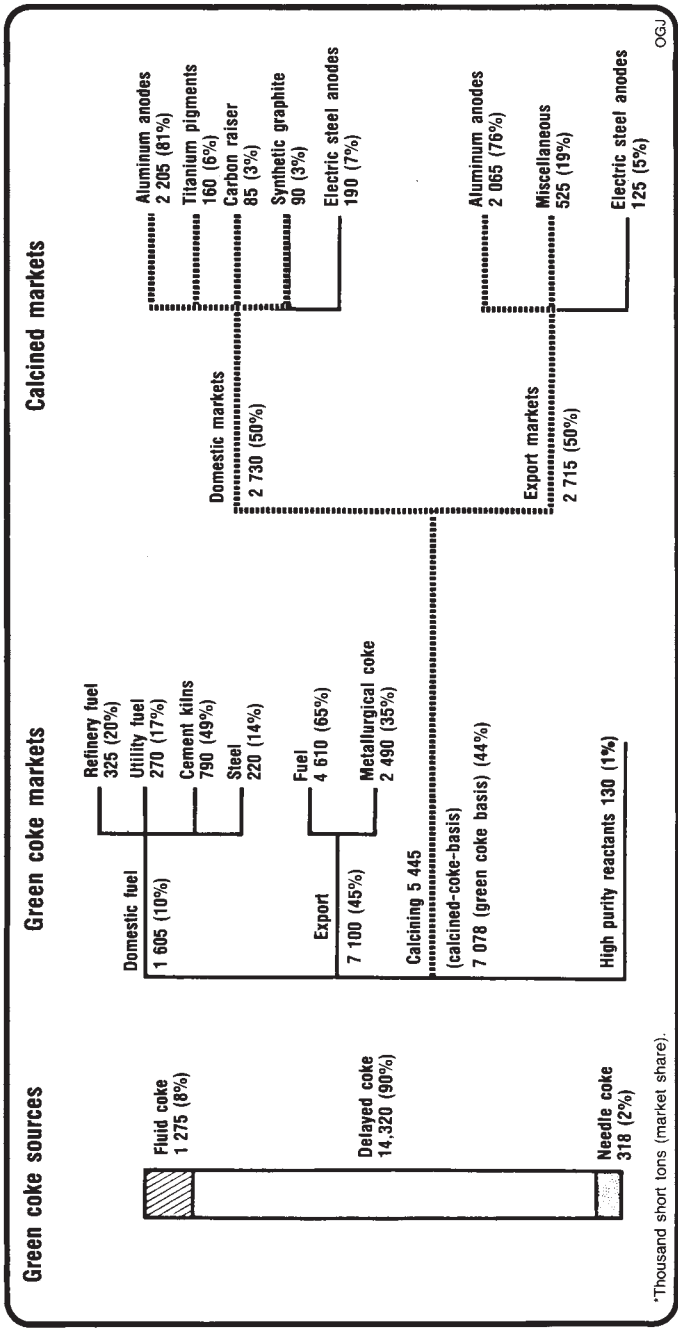 Green coke sources
Fluid coke
1 275 (8%)
Delayed coke
14,320 (90%)
Needle coke
318 (2%)
Green coke markets
Domestic fuel
1 605 (10%)
Refinery fuel
325 (20%)
Utility fuel
270 (17%)
Cement kilns
790 (49%)
Steel
220 (14%)
Export
7 100 (45%)
Fuel
4 610 (65%)
Metallurgical coke
2 490 (35%)
Calcining 5 445
(calcined-coke-basis)
7 078 (green coke basis) (44%)
High purity reactants 130 (1%)
Calcined markets
Domestic markets
2 730 (50%)
Aluminum anodes
2 205 (81%)
Titanium pigments
160 (6%)
Carbon raiser
85 (3%)
Synthetic graphite
90 (3%)
Electric steel anodes
190 (7%)
Export markets
2 715 (50%)
Aluminum anodes
2 065 (76%)
Miscellaneous
525 (19%)
Electric steel anodes
125 (5%)
*Thousand short tons (market share).
OGJ